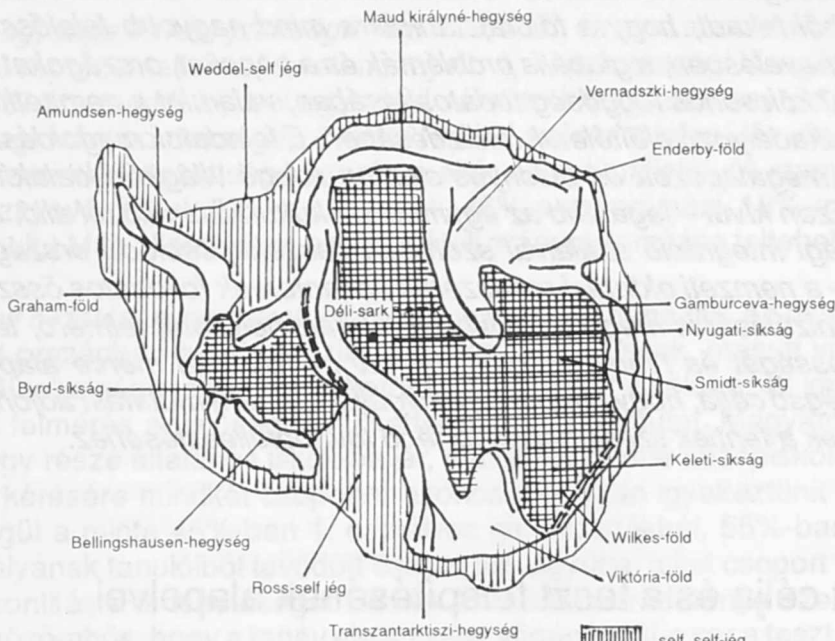 Maud királyné-hegység
Weddel-self jég
Vernadszki-hegység
Amundsen-hegység
Enderby-föld
Graham-föld
Déli-sark
Gamburceva-hegység
Nyugati-síkság
Byrd-síkság
Smidt-síkság
Keleti-síkság
Bellingshausen-hegység
Wilkes-föld
Ross-self jég
Viktória-föld
Transzantarktiszi-hegység
self, self-jég